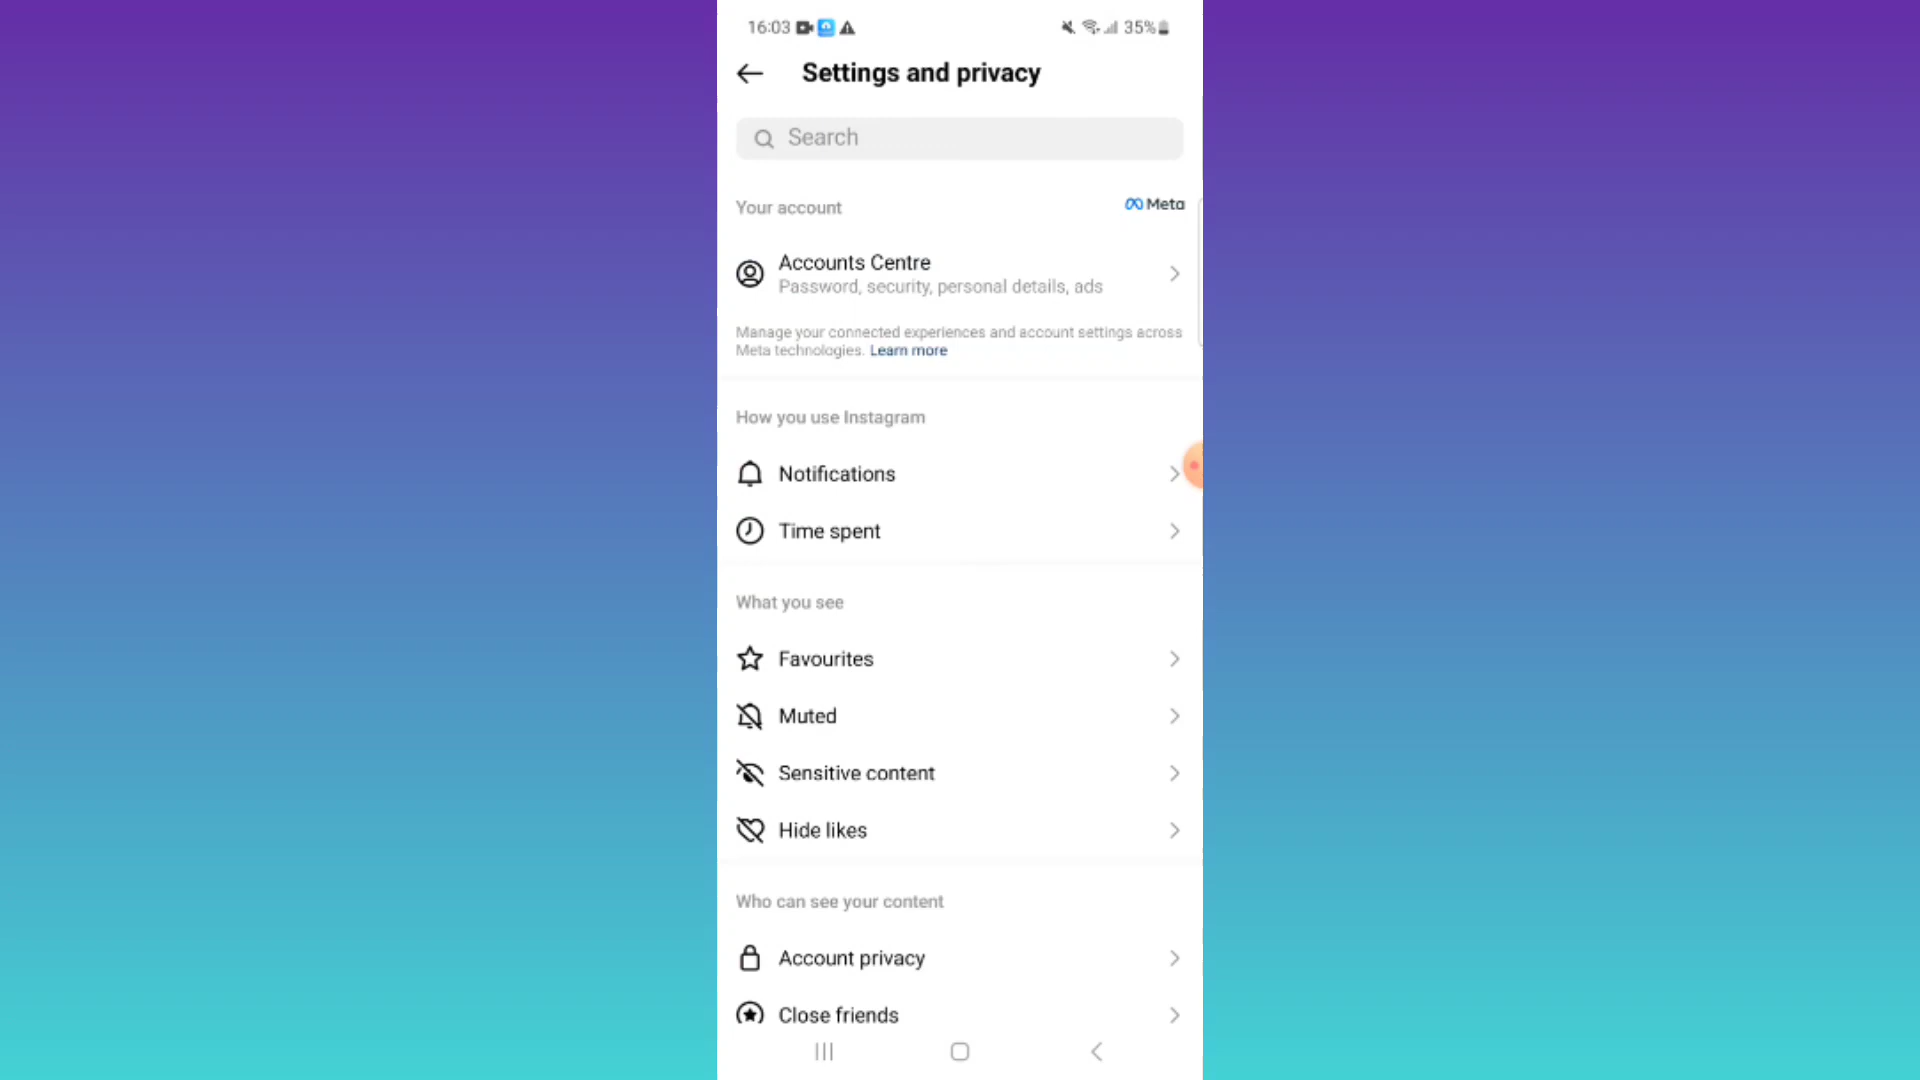 16:03
35%
Settings and privacy
Search
Your account
Meta
Accounts Centre
Password, security, personal details, ads
Manage your connected experiences and account settings across
Meta technologies. Learn more
How you use Instagram
Notifications
Time spent
What you see
Favourites
Muted
Sensitive content
Hide likes
Who can see your content
Account privacy
Close friends